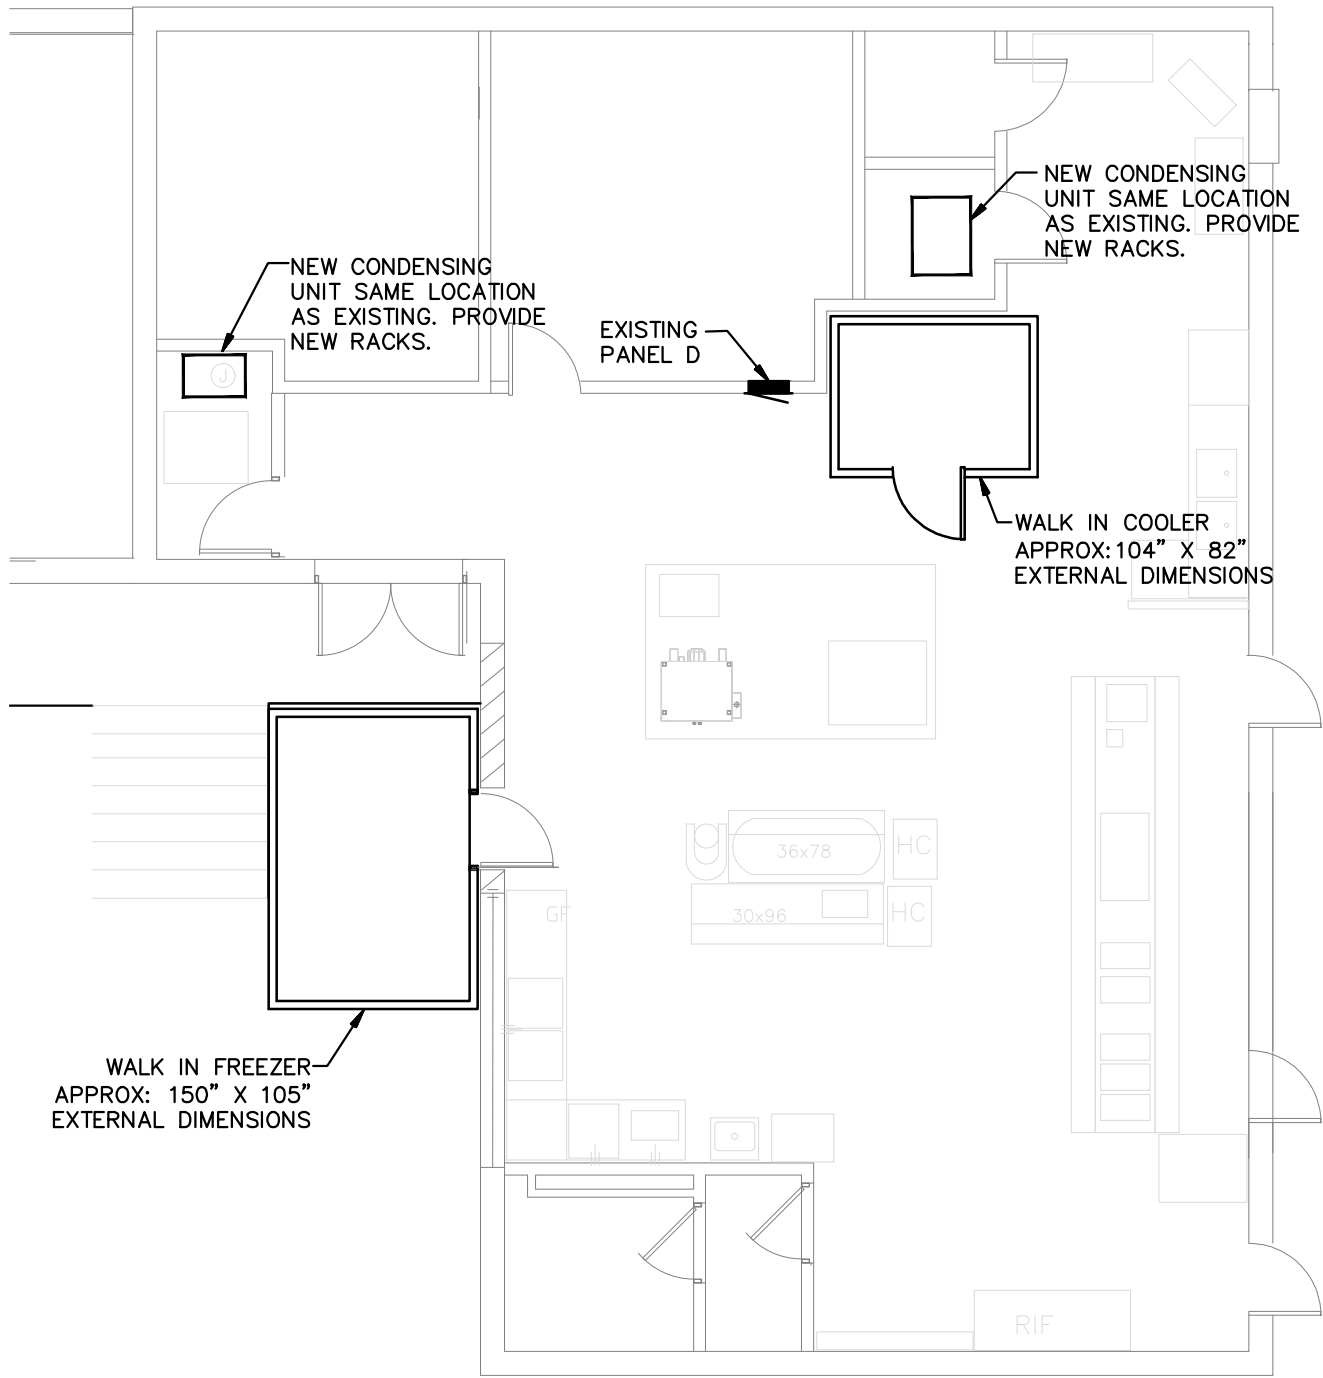 NEW CONDENSING
UNIT SAME LOCATION
AS EXISTING. PROVIDE
NEW RACKS.
NEW CONDENSING
UNIT SAME LOCATION
AS EXISTING. PROVIDE
NEW RACKS.
EXISTING
PANEL D
J
WALK IN COOLER
APPROX: 104” X 82”
EXTERNAL DIMENSIONS
36x78
HC
30x96
HC
GF
WALK IN FREEZER
APPROX: 150” X 105”
EXTERNAL DIMENSIONS
RIF